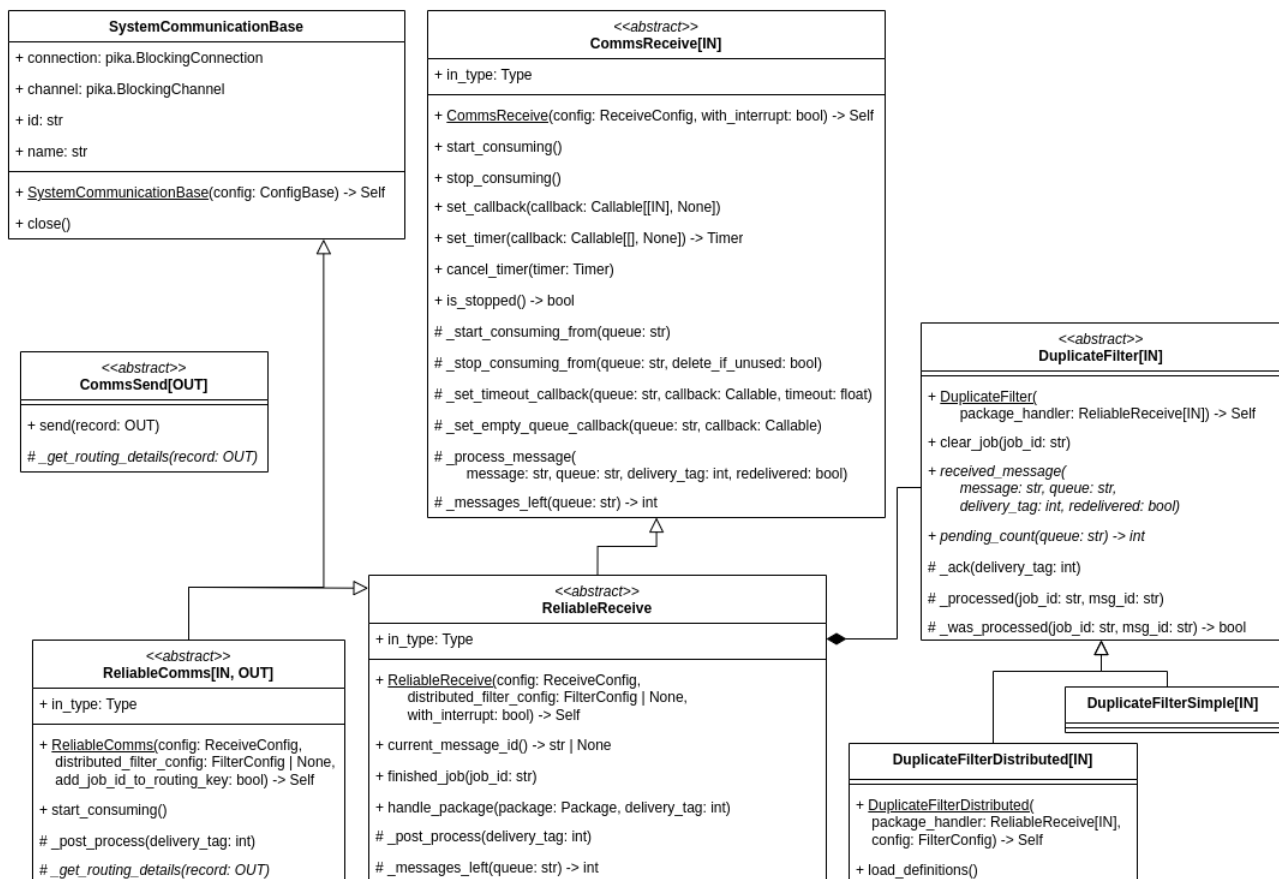 SystemCommunicationBase
+ connection: pika.BlockingConnection
+ channel: pika.BlockingChannel
+ id: str
+ name: str
+ SystemCommunicationBase(config: ConfigBase) -> Self
+ close()
<<abstract>>
CommsReceive[IN]
+ in_type: Type
+ CommsReceive(config: ReceiveConfig, with_interrupt: bool) -> Self
+ start_consuming()
+ stop_consuming()
+ set_callback(callback: Callable[[IN], None])
+ set_timer(callback: Callable[[], None]) -> Timer
+ cancel_timer(timer: Timer)
+ is_stopped() -> bool
# _start_consuming_from(queue: str)
# _stop_consuming_from(queue: str, delete_if_unused: bool)
# _set_timeout_callback(queue: str, callback: Callable, timeout: float)
# _set_empty_queue_callback(queue: str, callback: Callable)
# _process_message(
message: str, queue: str, delivery_tag: int, redelivered: bool)
# _messages_left(queue: str) -> int
<<abstract>>
CommsSend[OUT]
+ send(record: OUT)
# _get_routing_details(record: OUT)
<<abstract>>
DuplicateFilter[IN]
+ DuplicateFilter(
package_handler: ReliableReceive[IN]) -> Self
+ clear_job(job_id: str)
+ received_message(
message: str, queue: str,
delivery_tag: int, redelivered: bool)
+ pending_count(queue: str) -> int
# _ack(delivery_tag: int)
# _processed(job_id: str, msg_id: str)
# _was_processed(job_id: str, msg_id: str) -> bool
<<abstract>>
ReliableComms[IN, OUT]
+ in_type: Type
+ ReliableComms(config: ReceiveConfig,
distributed_filter_config: FilterConfig | None,
add_job_id_to_routing_key: bool) -> Self
+ start_consuming()
# _post_process(delivery_tag: int)
# _get_routing_details(record: OUT)
<<abstract>>
ReliableReceive
+ in_type: Type
+ ReliableReceive(config: ReceiveConfig,
distributed_filter_config: FilterConfig | None,
with_interrupt: bool) -> Self
+ current_message_id() -> str | None
+ finished_job(job_id: str)
+ handle_package(package: Package, delivery_tag: int)
# _post_process(delivery_tag: int)
# _messages_left(queue: str) -> int
DuplicateFilterSimple[IN]
DuplicateFilterDistributed[IN]
+ DuplicateFilterDistributed(
package_handler: ReliableReceive[IN],
config: FilterConfig) -> Self
+ load_definitions()